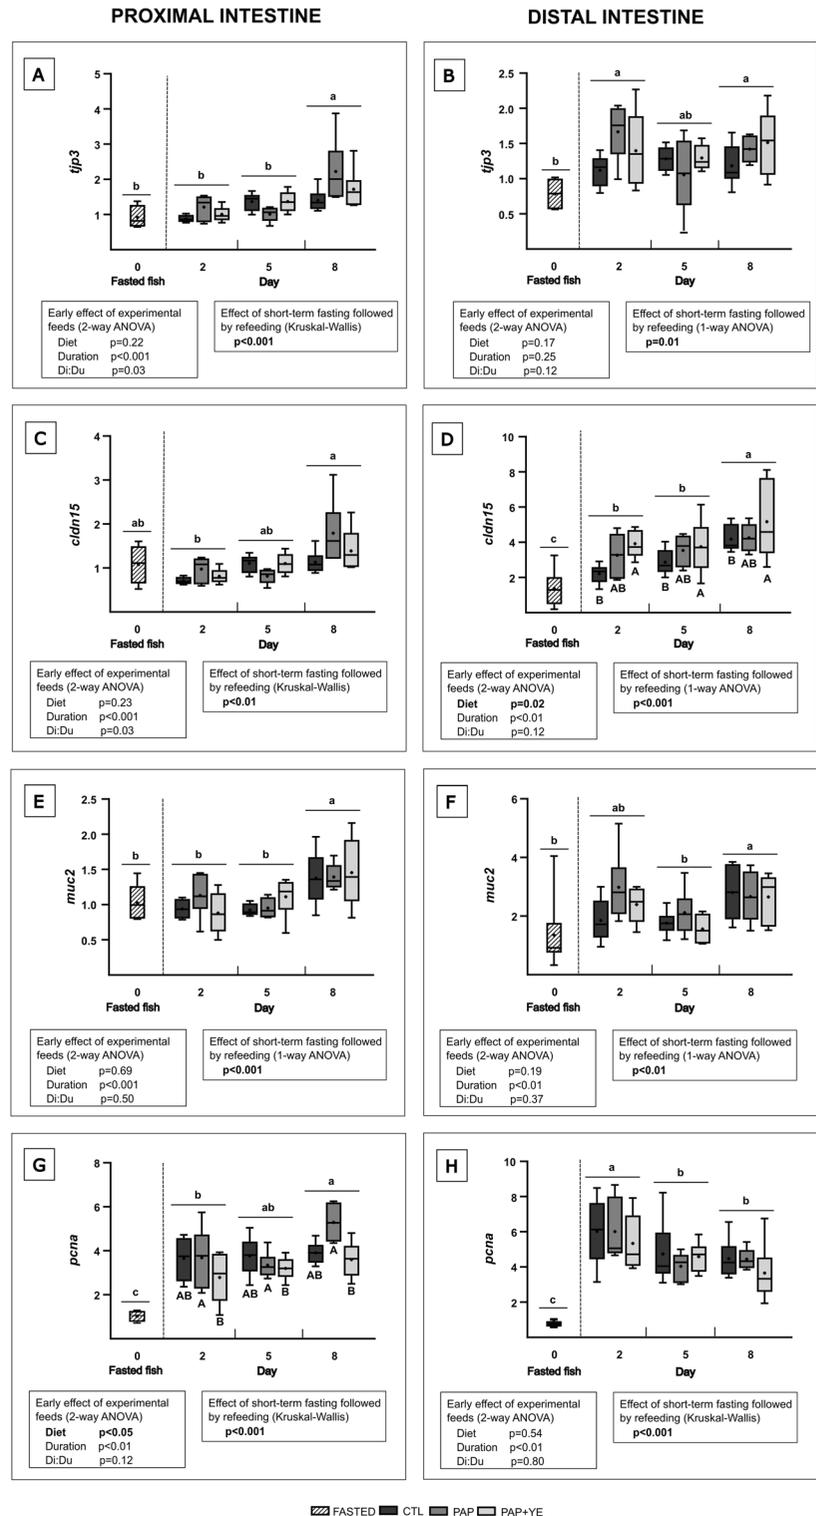 PROXIMAL INTESTINE
DISTAL INTESTINE
A
tjp3
5
4
3
2
1
b
b
b
a
0
2
5
8
Fasted fish
Day
Early effect of experimental
feeds (2-way ANOVA)
Diet p=0.22
Duration p<0.001
Di:Du p=0.03
Effect of short-term fasting followed
by refeeding (Kruskal-Wallis)
p<0.001
B
tjp3
2.5
2.0
1.5
1.0
0.5
b
a
ab
a
0
2
5
8
Fasted fish
Day
Early effect of experimental
feeds (2-way ANOVA)
Diet p=0.17
Duration p=0.25
Di:Du p=0.12
Effect of short-term fasting followed
by refeeding (1-way ANOVA)
p=0.01
C
cldn15
4
3
2
1
ab
b
ab
a
0
2
5
8
Fasted fish
Day
Early effect of experimental
feeds (2-way ANOVA)
Diet p=0.23
Duration p<0.001
Di:Du p=0.03
Effect of short-term fasting followed
by refeeding (Kruskal-Wallis)
p<0.01
D
cldn15
10
8
6
4
2
c
b
b
a
B
AB
A
B
AB
A
B
AB
A
0
2
5
8
Fasted fish
Day
Early effect of experimental
feeds (2-way ANOVA)
Diet p=0.02
Duration p<0.01
Di:Du p=0.12
Effect of short-term fasting followed
by refeeding (1-way ANOVA)
p<0.001
E
muc2
2.5
2.0
1.5
1.0
0.5
b
b
b
a
0
2
5
8
Fasted fish
Day
Early effect of experimental
feeds (2-way ANOVA)
Diet p=0.69
Duration p<0.001
Di:Du p=0.50
Effect of short-term fasting followed
by refeeding (1-way ANOVA)
p<0.001
F
muc2
6
4
2
b
ab
b
a
0
2
5
8
Fasted fish
Day
Early effect of experimental
feeds (2-way ANOVA)
Diet p=0.19
Duration p<0.01
Di:Du p=0.37
Effect of short-term fasting followed
by refeeding (1-way ANOVA)
p<0.01
G
pcna
8
6
4
2
c
b
ab
a
AB
A
B
AB
A
B
AB
A
B
0
2
5
8
Fasted fish
Day
Early effect of experimental
feeds (2-way ANOVA)
Diet p<0.05
Duration p<0.01
Di:Du p=0.12
Effect of short-term fasting followed
by refeeding (Kruskal-Wallis)
p<0.001
H
pcna
10
8
6
4
2
c
a
b
b
0
2
5
8
Fasted fish
Day
Early effect of experimental
feeds (2-way ANOVA)
Diet p=0.54
Duration p<0.01
Di:Du p=0.80
Effect of short-term fasting followed
by refeeding (Kruskal-Wallis)
p<0.001
FASTED CTL PAP PAP+YE